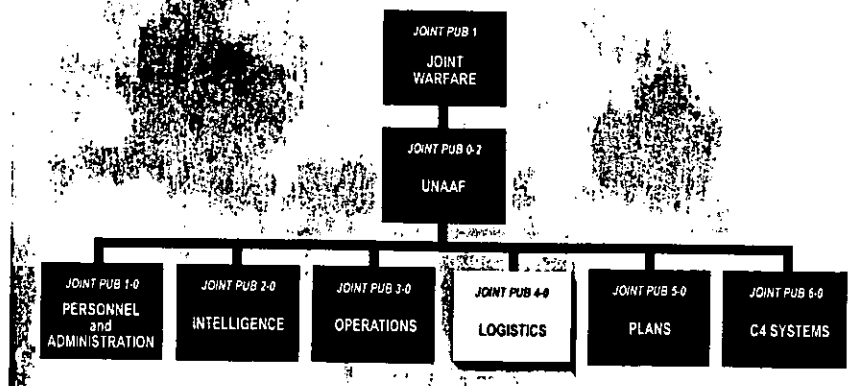 JOINT PUB 1
JOINT
WARFARE
JOINT PUB 0-2
UNAAF
JOINT PUB 1-0
PERSONNEL
and
ADMINISTRATION
JOINT PUB 2-0
INTELLIGENCE
JOINT PUB 3-0
OPERATIONS
JOINT PUB 4-0
LOGISTICS
JOINT PUB 5-0
PLANS
JOINT PUB 6-0
C4 SYSTEMS